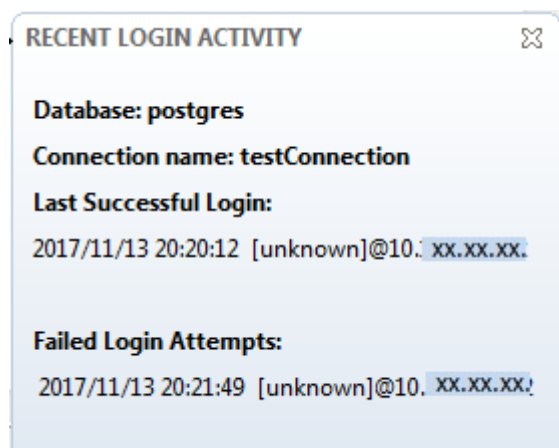 RECENT LOGIN ACTIVITY
Database: postgres
Connection name: testConnection
Last Successful Login:
2017/11/13 20:20:12 [unknown]@10. xx.xx.xx.
Failed Login Attempts:
2017/11/13 20:21:49 [unknown]@10. xx.xx.xx.